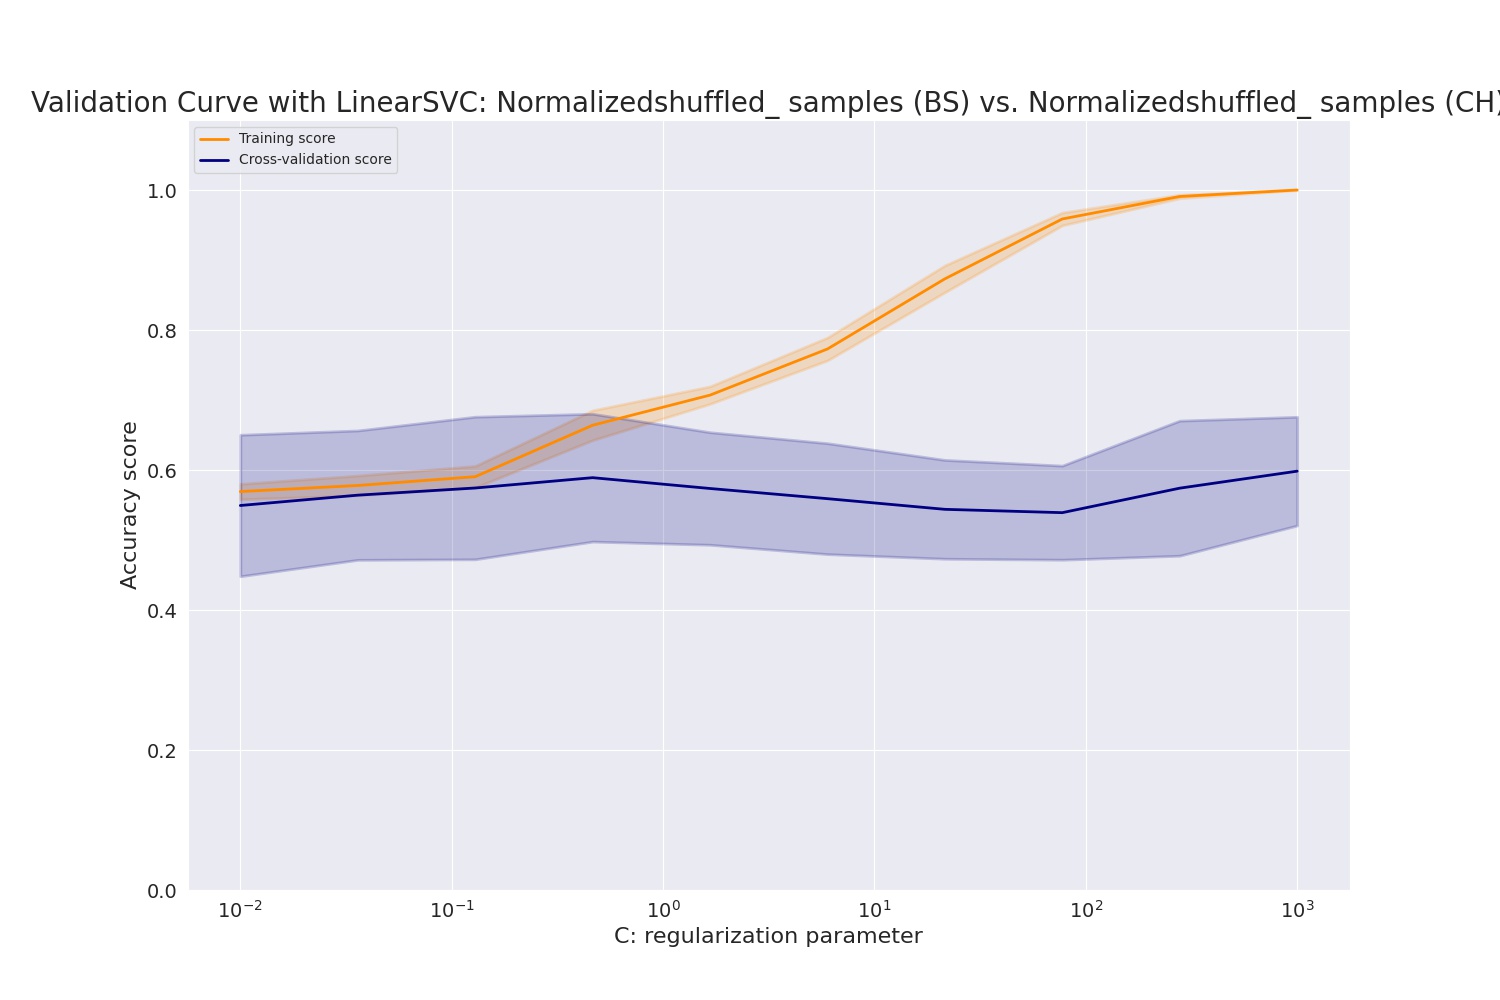 Validation Curve with LinearSVC: Normalizedshuffled_ samples (BS) vs. Normalizedshuffled_ samples (CH)
Training score
Cross-validation score
1.0
0.8
0.6
0.4
0.2
0.0
Accuracy score
10⁻² 10⁻¹ 10⁰ 10¹ 10² 10³
C: regularization parameter